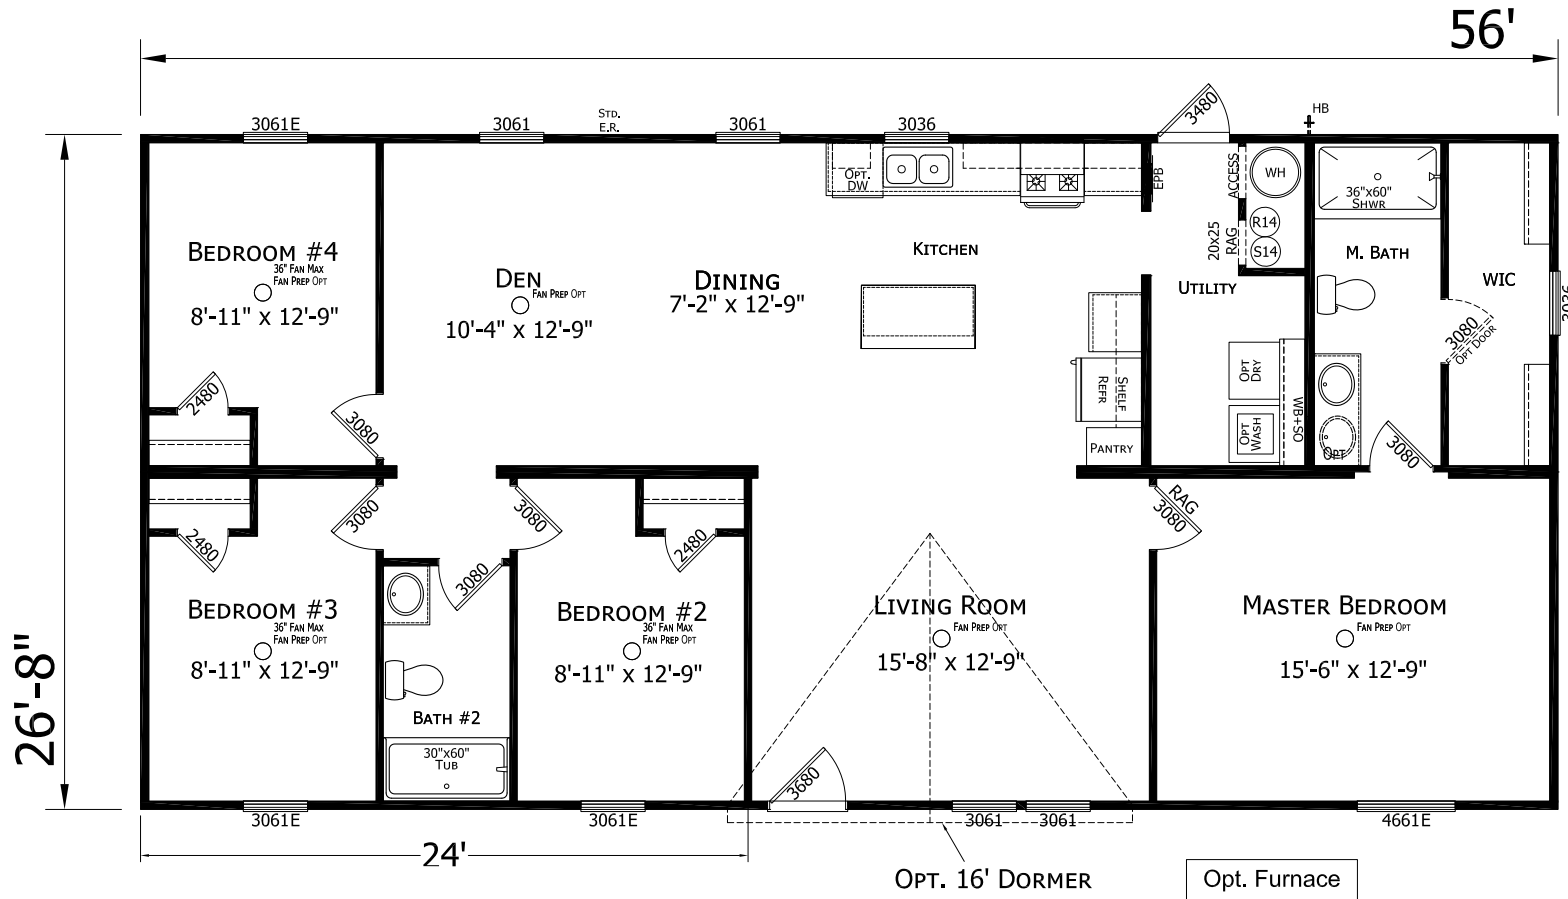 56'
26'-8"
3061E
3061
STD.
E.R.
3061
3036
3480
HB
BEDROOM #4
36" FAN MAX
FAN PREP OPT
8'-11" x 12'-9"
2480
3080
DEN
FAN PREP OPT
10'-4" x 12'-9"
DINING
7'-2" x 12'-9"
OPT.
DW
KITCHEN
EPB
ACCESS
20x25
RAG
WH
R14
S14
UTILITY
36"x60"
SHWR
M. BATH
WIC
3036
3080
OPT DOOR
SHELF
REFR
PANTRY
OPT
DRY
OPT
WASH
WB+SO
OPT
3080
2480
3080
3080
2480
RAG
3080
3080
BEDROOM #3
36" FAN MAX
FAN PREP OPT
8'-11" x 12'-9"
BEDROOM #2
36" FAN MAX
FAN PREP OPT
8'-11" x 12'-9"
LIVING ROOM
FAN PREP OPT
15'-8" x 12'-9"
MASTER BEDROOM
FAN PREP OPT
15'-6" x 12'-9"
BATH #2
30"x60"
TUB
3680
3061E
3061E
3061
3061
4661E
24'
OPT. 16' DORMER
Opt. Furnace